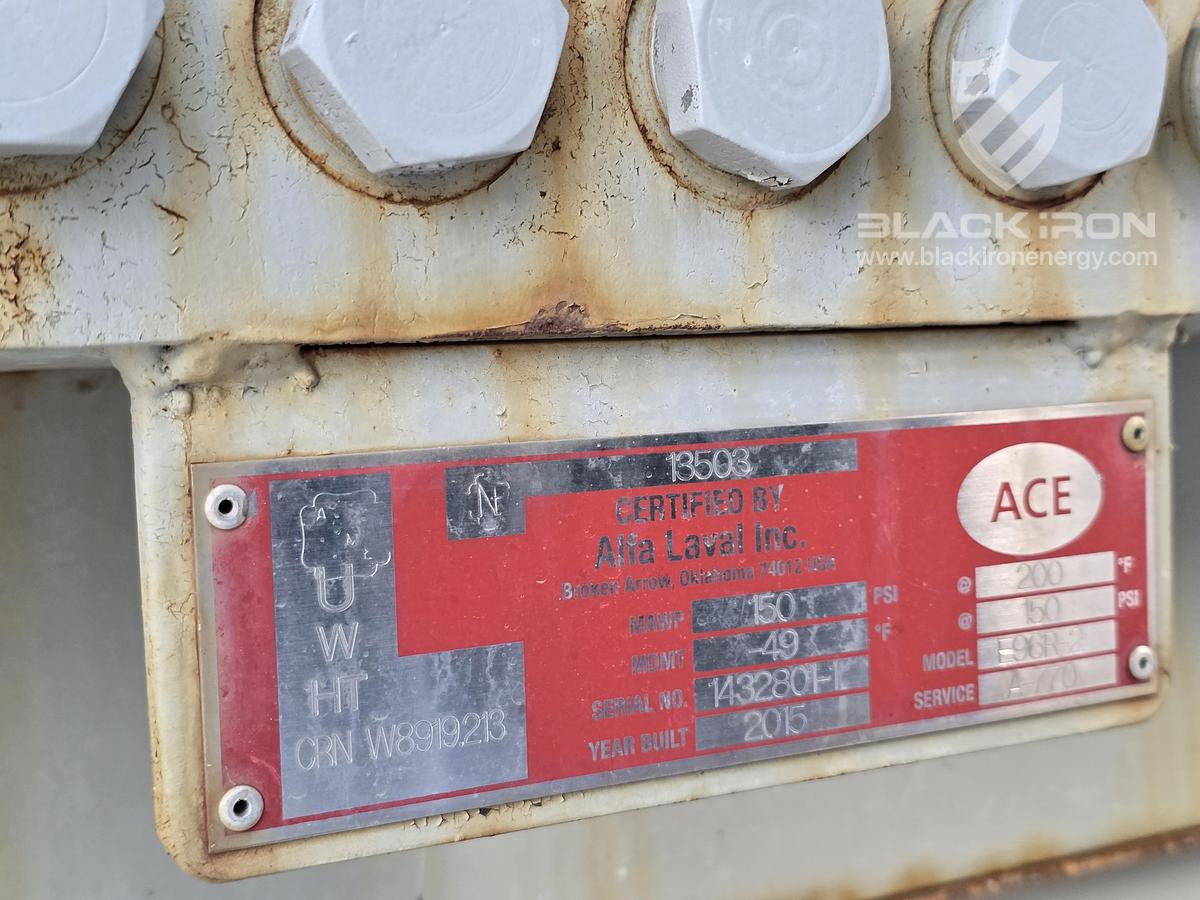 BLACK iRON
www.blackironenergy.com
N
13503
CERTIFIED BY
Alfa Laval Inc.
Broken Arrow, Oklahoma 74012 USA
ACE
U
W
HT
CRN W8919.213
MAWP 150 PSI @ 200 °F
MDMT -49 °F @ 150 PSI
SERIAL NO. 1432801-1 MODEL E96R-2
YEAR BUILT 2015 SERVICE A-770